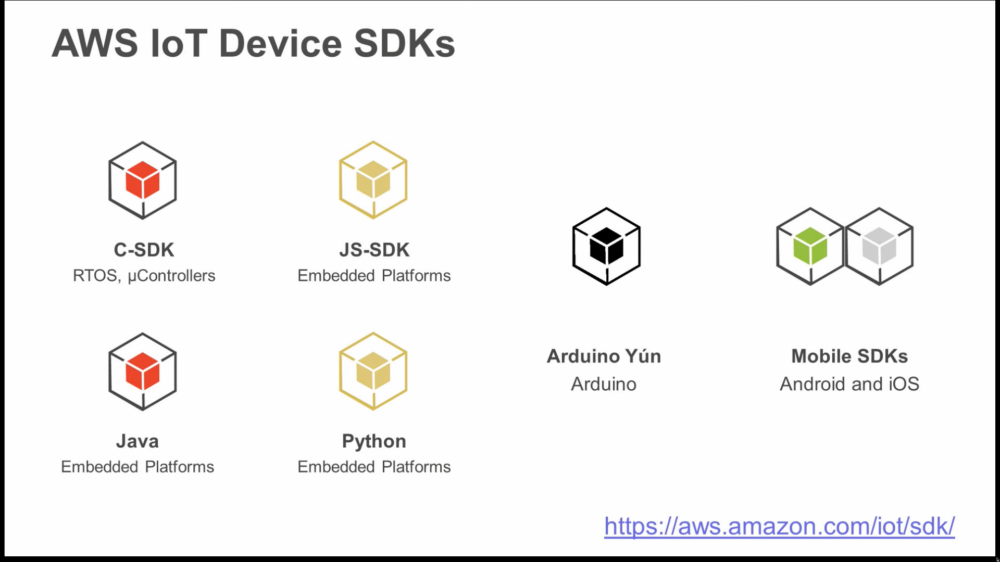 AWS IoT Device SDKs
C-SDK
RTOS, µControllers
JS-SDK
Embedded Platforms
Java
Embedded Platforms
Python
Embedded Platforms
Arduino Yún
Arduino
Mobile SDKs
Android and iOS
https://aws.amazon.com/iot/sdk/